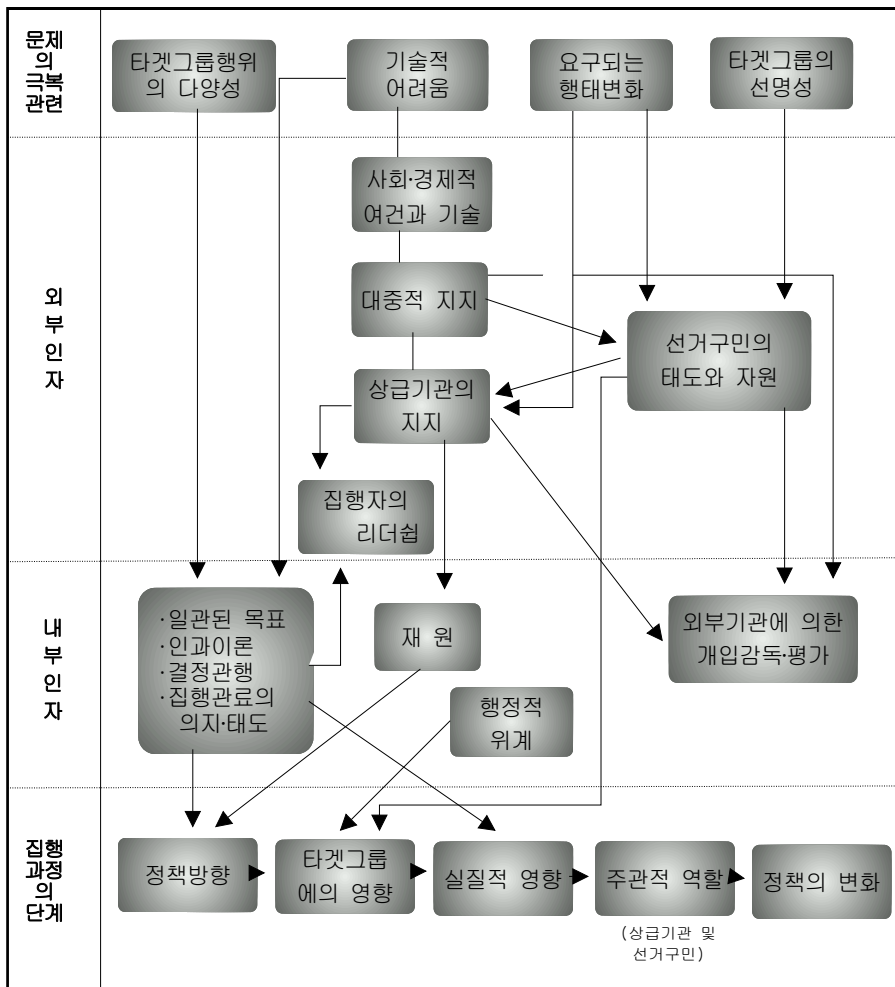 문제
의
극복
관련
타겟그룹행위
의 다양성
기술적
어려움
요구되는
행태변화
타겟그룹의
선명성
외
부
인
자
사회·경제적
여건과 기술
대중적 지지
선거구민의
태도와 자원
상급기관의
지지
집행자의
리더쉽
내
부
인
자
·일관된 목표
·인과이론
·결정관행
·집행관료의
의지·태도
재 원
행정적
위계
외부기관에 의한
개입감독·평가
집행
과정
의
단계
정책방향
타겟그룹
에의 영향
실질적 영향
주관적 역할
(상급기관 및
선거구민)
정책의 변화